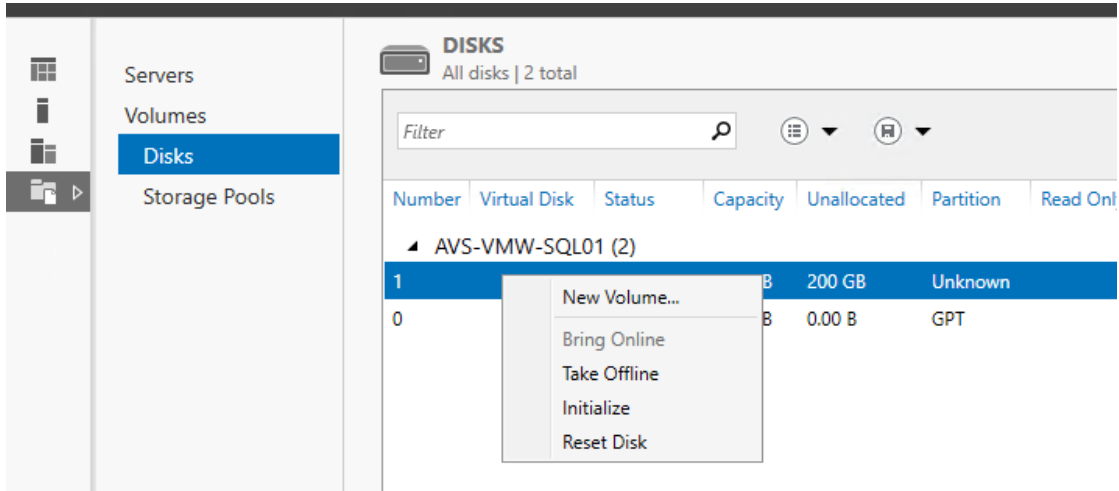 DISKS
All disks | 2 total
Servers
Volumes
Disks
Storage Pools
Filter
Number Virtual Disk Status Capacity Unallocated Partition Read Onl
AVS-VMW-SQL01 (2)
1 B 200 GB Unknown
0 B 0.00 B GPT
New Volume...
Bring Online
Take Offline
Initialize
Reset Disk